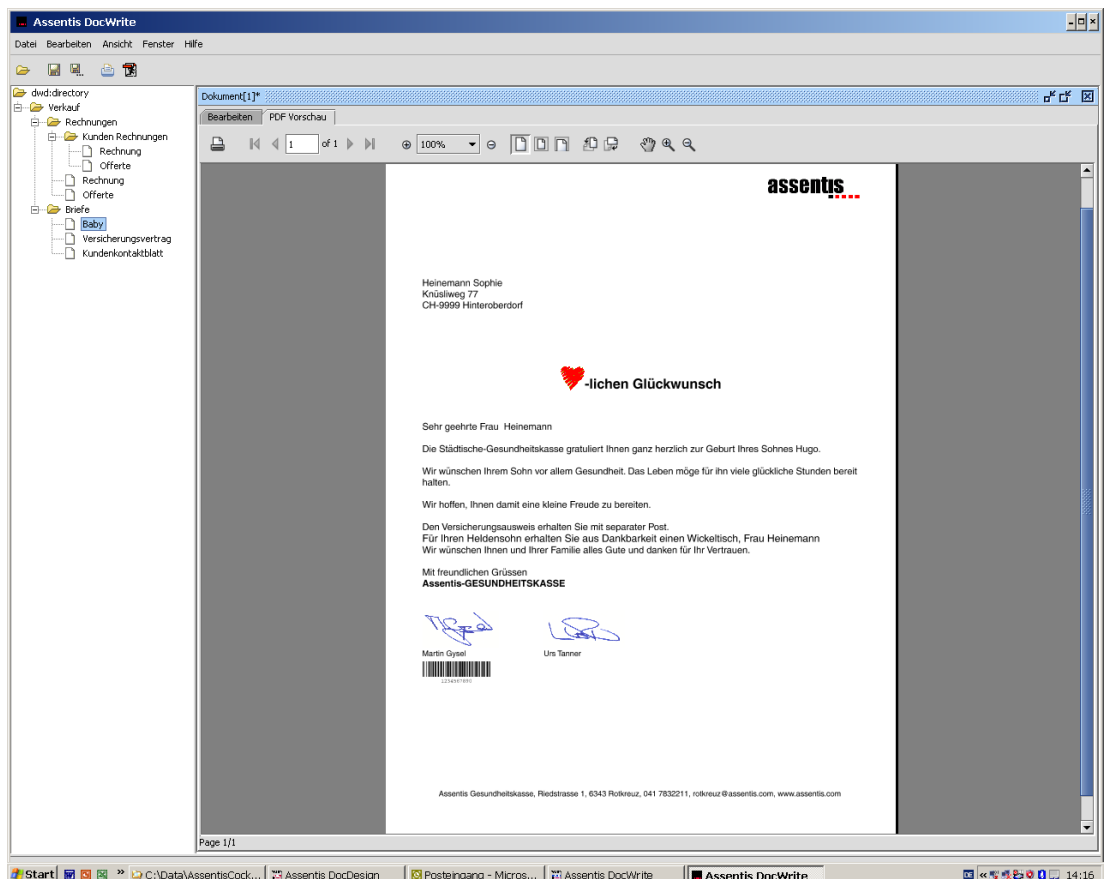 Assentis DocWrite
Datei Bearbeiten Ansicht Fenster Hilfe
dwd:directory
Verkauf
Rechnungen
Kunden Rechnungen
Rechnung
Offerte
Rechnung
Offerte
Briefe
Baby
Versicherungsvertrag
Kundenkontaktblatt
Dokument[1]*
Bearbeiten PDF Vorschau
1 of 1 100%
assentis
Heinemann Sophie
Knüsliweg 77
CH-9999 Hinteroberdorf
-lichen Glückwunsch
Sehr geehrte Frau Heinemann
Die Städtische-Gesundheitskasse gratuliert Ihnen ganz herzlich zur Geburt Ihres Sohnes Hugo.
Wir wünschen Ihrem Sohn vor allem Gesundheit. Das Leben möge für ihn viele glückliche Stunden bereit
halten.
Wir hoffen, Ihnen damit eine kleine Freude zu bereiten.
Den Versicherungsausweis erhalten Sie mit separater Post.
Für Ihren Heldensohn erhalten Sie aus Dankbarkeit einen Wickeltisch, Frau Heinemann
Wir wünschen Ihnen und Ihrer Familie alles Gute und danken für Ihr Vertrauen.
Mit freundlichen Grüssen
Assentis-GESUNDHEITSKASSE
Martin Gysel Urs Tanner
1234567890
Assentis Gesundheitskasse, Riedstrasse 1, 6343 Rotkreuz, 041 7832211, rotkreuz@assentis.com, www.assentis.com
Page 1/1
Start » C:\Data\AssentisCock... Assentis DocDesign Posteingang - Micros... Assentis DocWrite Assentis DocWrite DE « 14:16